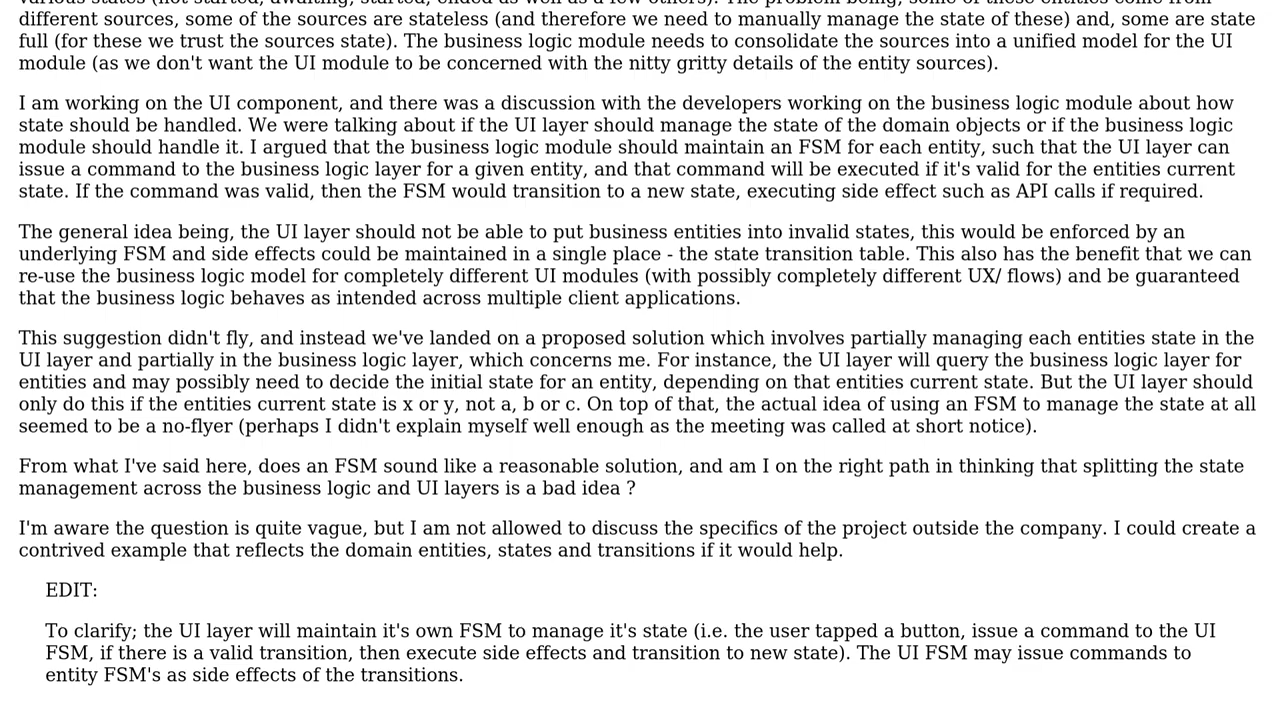 various states (not started, awaiting, started, ended as well as a few others). The problem being, some of these entities come from
different sources, some of the sources are stateless (and therefore we need to manually manage the state of these) and, some are state
full (for these we trust the sources state). The business logic module needs to consolidate the sources into a unified model for the UI
module (as we don't want the UI module to be concerned with the nitty gritty details of the entity sources).
I am working on the UI component, and there was a discussion with the developers working on the business logic module about how
state should be handled. We were talking about if the UI layer should manage the state of the domain objects or if the business logic
module should handle it. I argued that the business logic module should maintain an FSM for each entity, such that the UI layer can
issue a command to the business logic layer for a given entity, and that command will be executed if it's valid for the entities current
state. If the command was valid, then the FSM would transition to a new state, executing side effect such as API calls if required.
The general idea being, the UI layer should not be able to put business entities into invalid states, this would be enforced by an
underlying FSM and side effects could be maintained in a single place - the state transition table. This also has the benefit that we can
re-use the business logic model for completely different UI modules (with possibly completely different UX/ flows) and be guaranteed
that the business logic behaves as intended across multiple client applications.
This suggestion didn't fly, and instead we've landed on a proposed solution which involves partially managing each entities state in the
UI layer and partially in the business logic layer, which concerns me. For instance, the UI layer will query the business logic layer for
entities and may possibly need to decide the initial state for an entity, depending on that entities current state. But the UI layer should
only do this if the entities current state is x or y, not a, b or c. On top of that, the actual idea of using an FSM to manage the state at all
seemed to be a no-flyer (perhaps I didn't explain myself well enough as the meeting was called at short notice).
From what I've said here, does an FSM sound like a reasonable solution, and am I on the right path in thinking that splitting the state
management across the business logic and UI layers is a bad idea ?
I'm aware the question is quite vague, but I am not allowed to discuss the specifics of the project outside the company. I could create a
contrived example that reflects the domain entities, states and transitions if it would help.
EDIT:
To clarify; the UI layer will maintain it's own FSM to manage it's state (i.e. the user tapped a button, issue a command to the UI
FSM, if there is a valid transition, then execute side effects and transition to new state). The UI FSM may issue commands to
entity FSM's as side effects of the transitions.